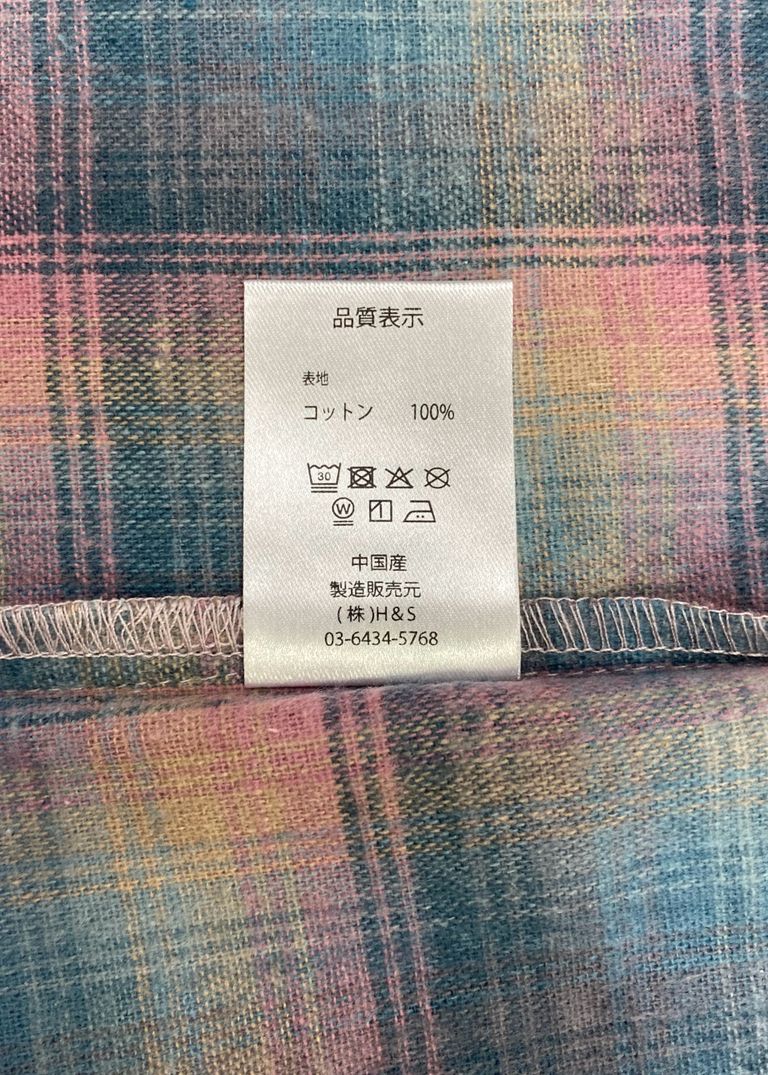 品質表示
表地
コットン 100%
30
W
中国産
製造販売元
(株)H&S
03-6434-5768